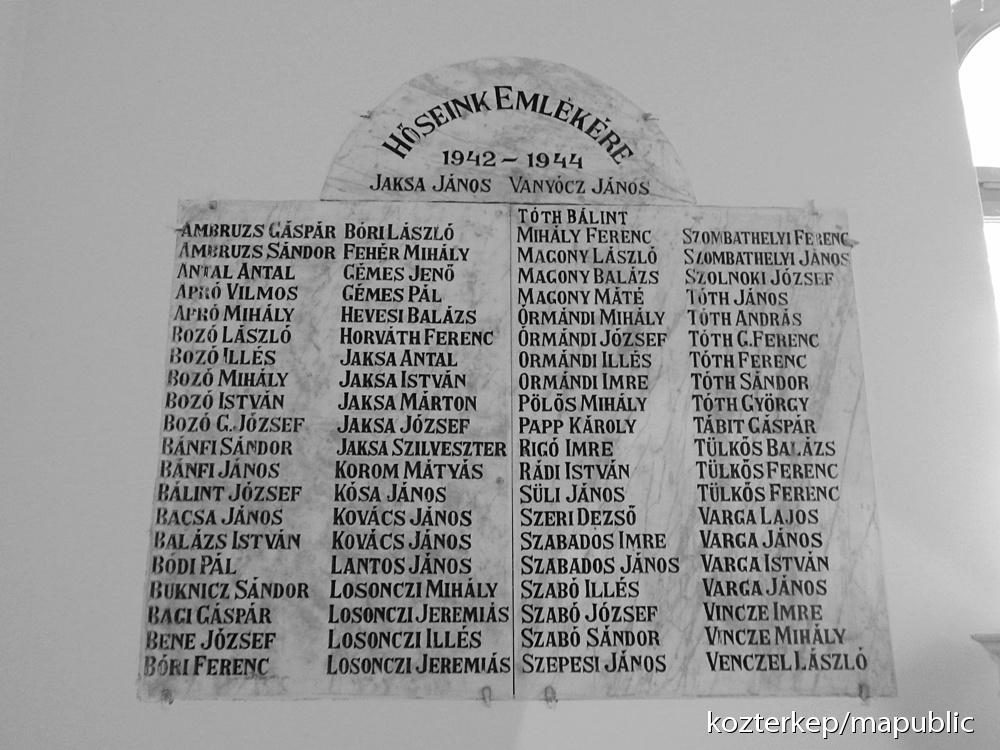 HŐSEINK EMLÉKÉRE
1942 – 1944
JAKSA JÁNOS VANYÓCZ JÁNOS
AMBRUZS GÁSPÁR
AMBRUZS SÁNDOR
ANTAL ANTAL
APRÓ VILMOS
APRÓ MIHÁLY
BOZÓ LÁSZLÓ
BOZÓ ILLÉS
BOZÓ MIHÁLY
BOZÓ ISTVÁN
BOZÓ G. JÓZSEF
BÁNFI SÁNDOR
BÁNFI JÁNOS
BÁLINT JÓZSEF
BACSA JÁNOS
BALÁZS ISTVÁN
BÓDI PÁL
BUKNICZ SÁNDOR
BAGI GÁSPÁR
BENE JÓZSEF
BÓRI FERENC
BÓRI LÁSZLÓ
FEHÉR MIHÁLY
GÉMES JENŐ
GÉMES PÁL
HEVESI BALÁZS
HORVÁTH FERENC
JAKSA ANTAL
JAKSA ISTVÁN
JAKSA MÁRTON
JAKSA JÓZSEF
JAKSA SZILVESZTER
KOROM MÁTYÁS
KÓSA JÁNOS
KOVÁCS JÁNOS
KOVÁCS JÁNOS
LANTOS JÁNOS
LOSONCZI MIHÁLY
LOSONCZI JEREMIÁS
LOSONCZI ILLÉS
LOSONCZI JEREMIÁS
TÓTH BÁLINT
MIHÁLY FERENC
MAGONY LÁSZLÓ
MAGONY BALÁZS
MAGONY MÁTÉ
ÓRMÁNDI MIHÁLY
ÓRMÁNDI JÓZSEF
ORMÁNDI ILLÉS
ORMÁNDI IMRE
PÖLŐS MIHÁLY
PAPP KÁROLY
RIGÓ IMRE
RÁDI ISTVÁN
SÜLI JÁNOS
SZERI DEZSŐ
SZABADOS IMRE
SZABADOS JÁNOS
SZABÓ ILLÉS
SZABÓ JÓZSEF
SZABÓ SÁNDOR
SZEPESI JÁNOS
SZOMBATHELYI FERENC
SZOMBATHELYI JÁNOS
SZOLNOKI JÓZSEF
TÓTH JÁNOS
TÓTH ANDRÁS
TÓTH G. FERENC
TÓTH FERENC
TÓTH SÁNDOR
TÓTH GYÖRGY
TÁBIT GÁSPÁR
TÜLKŐS BALÁZS
TÜLKŐS FERENC
TÜLKŐS FERENC
VARGA LAJOS
VARGA JÁNOS
VARGA ISTVÁN
VARGA JÁNOS
VINCZE IMRE
VINCZE MIHÁLY
VENCZEL LÁSZLÓ
kozterkep/mapublic